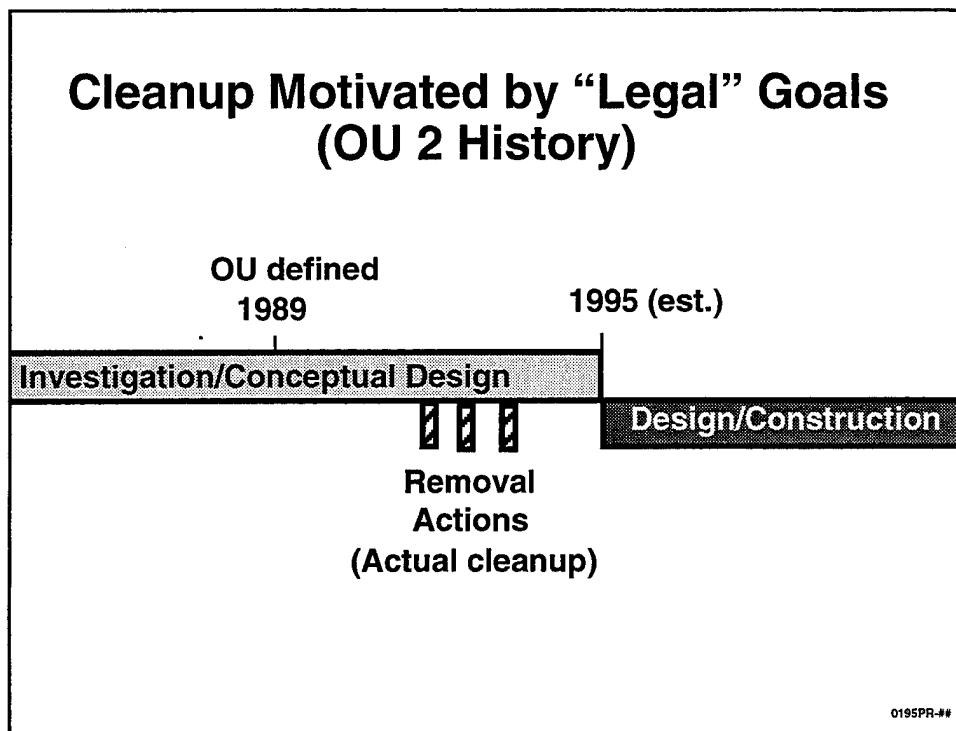 Cleanup Motivated by “Legal” Goals
(OU 2 History)
OU defined
1989
1995 (est.)
Investigation/Conceptual Design
Design/Construction
Removal
Actions
(Actual cleanup)
0195PR-##